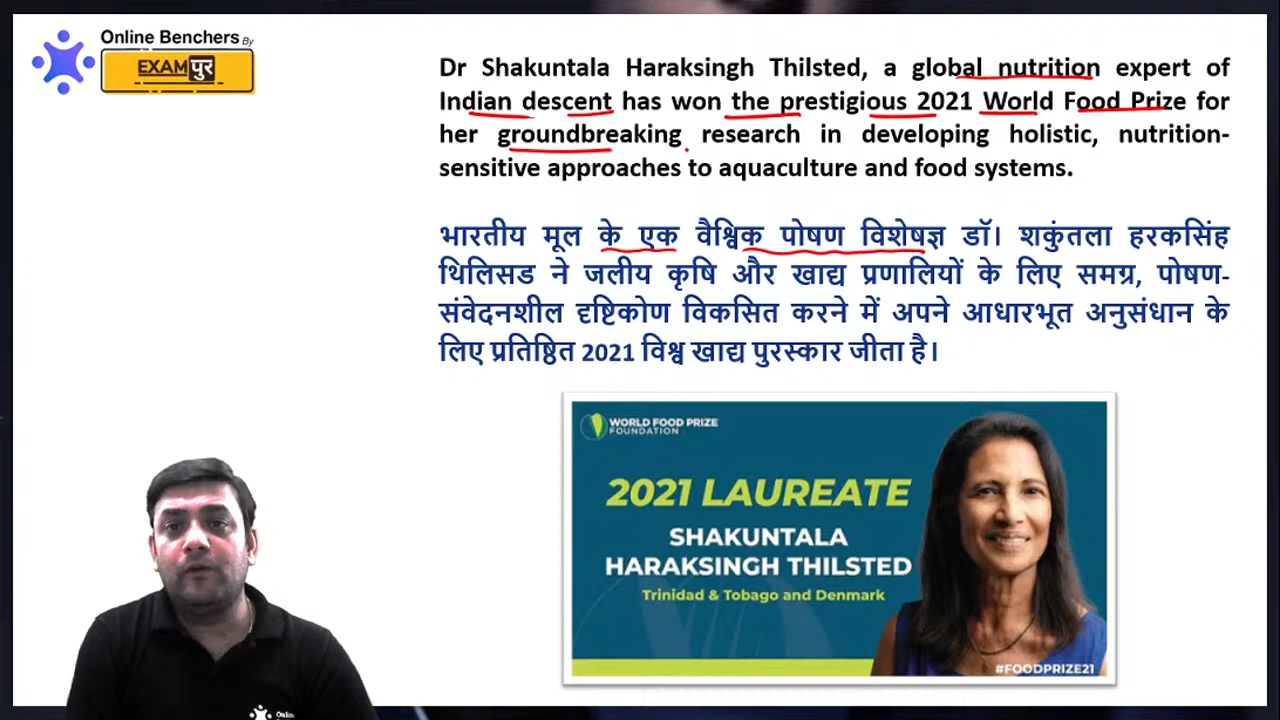 Online Benchers By
EXAM पुर
Dr Shakuntala Haraksingh Thilsted, a global nutrition expert of
Indian descent has won the prestigious 2021 World Food Prize for
her groundbreaking research in developing holistic, nutrition-
sensitive approaches to aquaculture and food systems.
भारतीय मूल के एक वैश्विक पोषण विशेषज्ञ डॉ। शकुंतला हरकसिंह
थिलिसड ने जलीय कृषि और खाद्य प्रणालियों के लिए समग्र, पोषण-
संवेदनशील दृष्टिकोण विकसित करने में अपने आधारभूत अनुसंधान के
लिए प्रतिष्ठित 2021 विश्व खाद्य पुरस्कार जीता है।
WORLD FOOD PRIZE
FOUNDATION
2021 LAUREATE
SHAKUNTALA
HARAKSINGH THILSTED
Trinidad & Tobago and Denmark
#FOODPRIZE21
Online